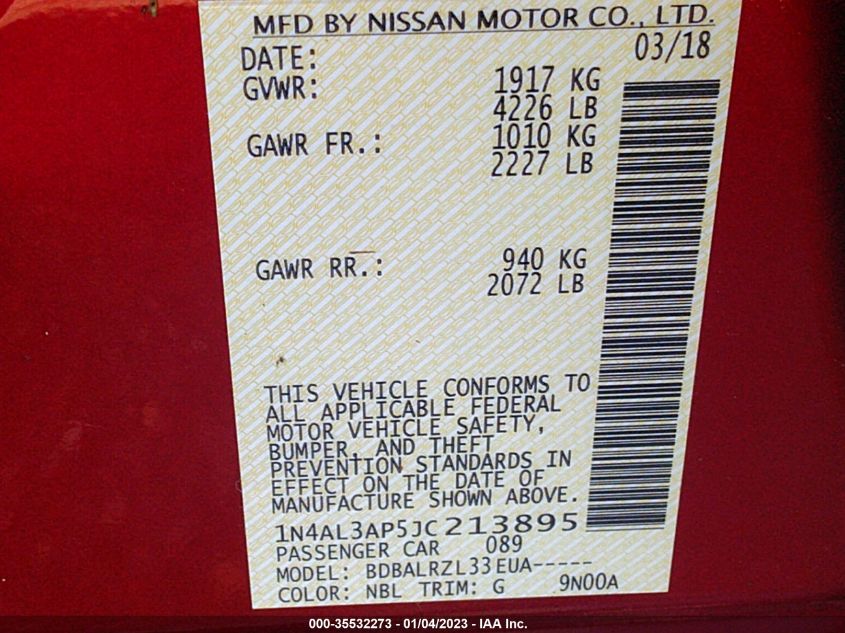 MFD BY NISSAN MOTOR CO., LTD.
DATE: 03/18
GVWR: 1917 KG
4226 LB
GAWR FR.: 1010 KG
2227 LB
GAWR RR.: 940 KG
2072 LB
THIS VEHICLE CONFORMS TO
ALL APPLICABLE FEDERAL
MOTOR VEHICLE SAFETY,
BUMPER, AND THEFT
PREVENTION STANDARDS IN
EFFECT ON THE DATE OF
MANUFACTURE SHOWN ABOVE.
1N4AL3AP5JC213895
PASSENGER CAR 089
MODEL: BDBALRZL33EUA-----
COLOR: NBL TRIM: G 9N00A
000-35532273 - 01/04/2023 - IAA Inc.